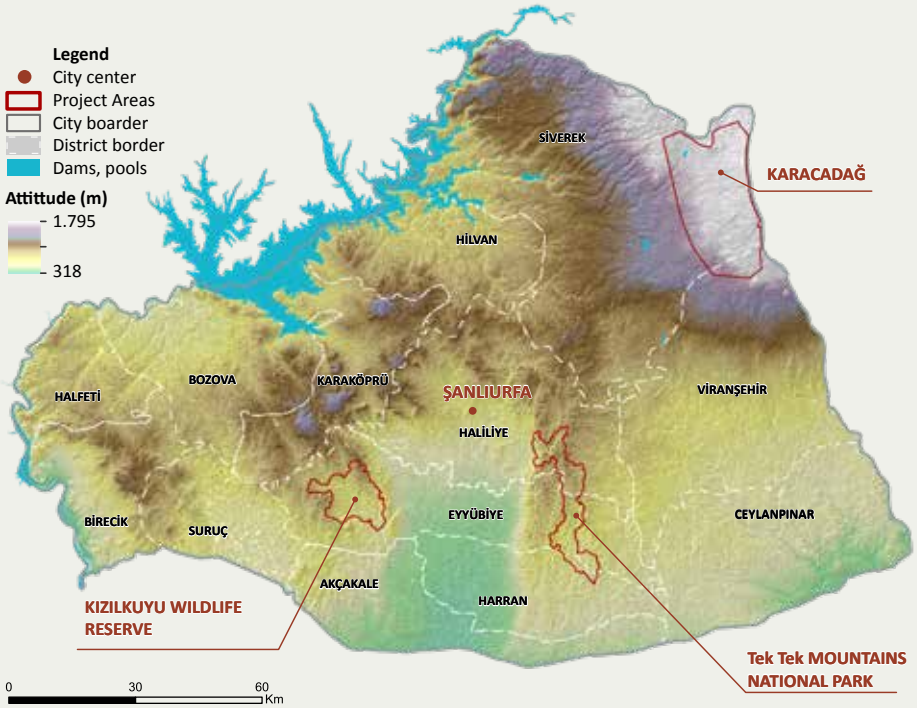 Legend
City center
Project Areas
City boarder
District border
Dams, pools
Attitude (m)
1.795
318
SİVEREK
KARACADAĞ
HİLVAN
HALFETİ
BOZOVA
KARAKÖPRÜ
ŞANLIURFA
VİRANŞEHİR
HALİLİYE
BİRECİK
SURUÇ
EYYÜBİYE
CEYLANPINAR
AKÇAKALE
HARRAN
KIZILKUYU WILDLIFE
RESERVE
Tek Tek MOUNTAINS
NATIONAL PARK
0 30 60
Km